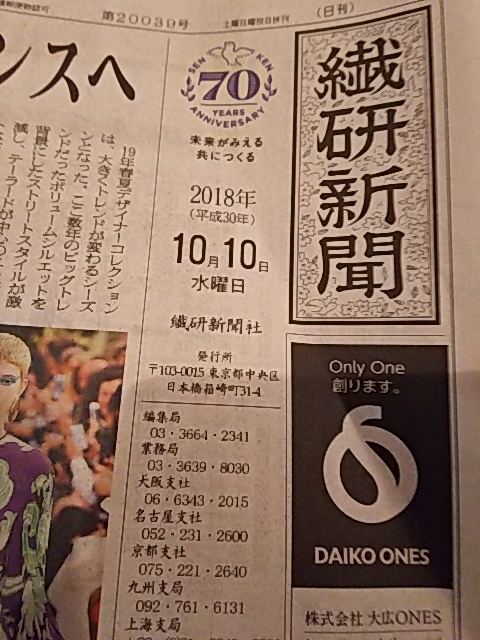 第20039号
土曜日曜祝日休刊
(日刊)
繊研新聞
ンスへ
SEN KEN
70
YEARS
ANNIVERSARY
未来がみえる
共につくる
2018年
(平成30年)
10月10日
水曜日
繊研新聞社
発行所
〒103-0015 東京都中央区
日本橋箱崎町31-4
編集局
03・3664・2341
業務局
03・3639・8030
大阪支社
06・6343・2015
名古屋支社
052・231・2600
京都支社
075・221・2640
九州支局
092・761・6131
上海支局
19年春夏デザイナーコレクション
は、大きくトレンドが変わるシーズ
ンとなった。ここ数年のビッグトレ
ンドだったボリュームシルエットを
背景にしたストリートスタイルが激
減し、テーラードが
Only One
創ります。
DAIKO ONES
株式会社 大広ONES